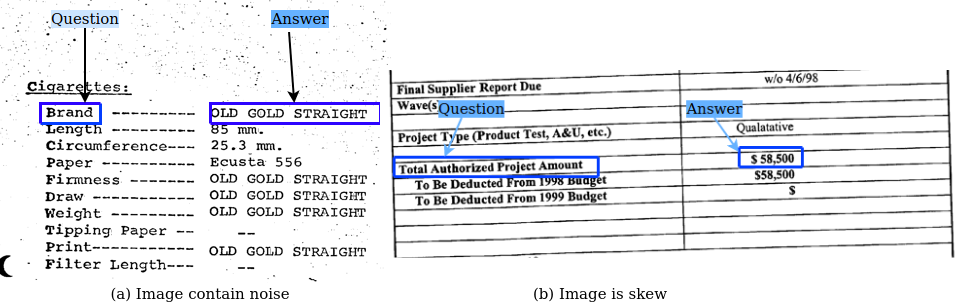 Question
Answer
Cigarettes:
Brand ---------- OLD GOLD STRAIGHT
Length --------- 85 mm.
Circumference--- 25.3 mm.
Paper ---------- Ecusta 556
Firmness ------- OLD GOLD STRAIGHT.
Draw ----------- OLD GOLD STRAIGHT
Weight --------- OLD GOLD STRAIGHT
Tipping Paper -- --
Print----------- OLD GOLD STRAIGHT
Filter Length--- --
(a) Image contain noise
Final Supplier Report Due w/o 4/6/98
Wave(s
Question
Answer
Project Type (Product Test, A&U, etc.) Qualatative
Total Authorized Project Amount $ 58,500
To Be Deducted From 1998 Budget $58,500
To Be Deducted From 1999 Budget $
(b) Image is skew